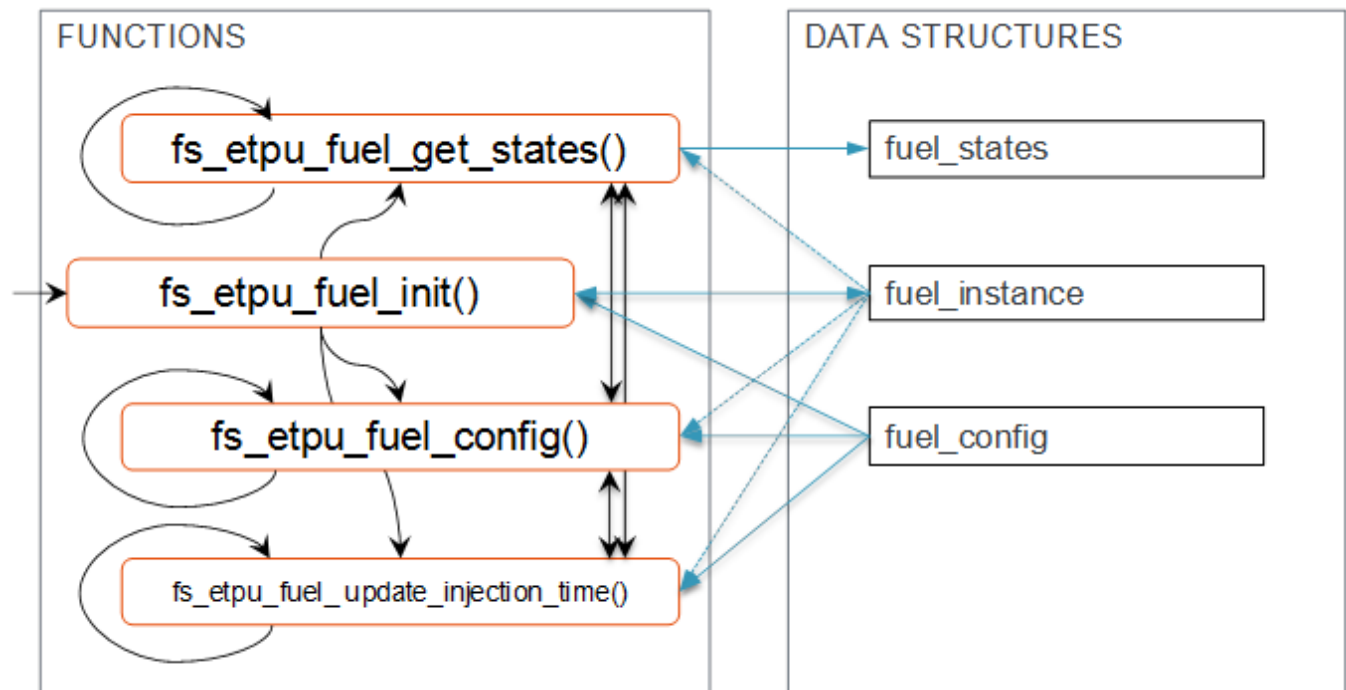 FUNCTIONS
fs_etpu_fuel_get_states()
fs_etpu_fuel_init()
fs_etpu_fuel_config()
fs_etpu_fuel_update_injection_time()
DATA STRUCTURES
fuel_states
fuel_instance
fuel_config